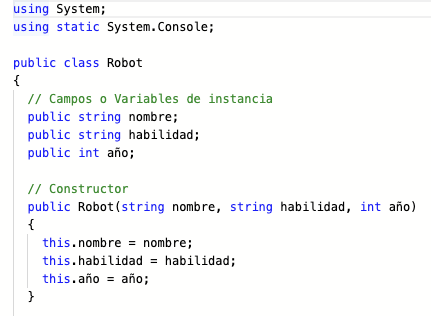 using System;
using static System.Console;
public class Robot
{
// Campos o Variables de instancia
public string nombre;
public string habilidad;
public int año;
// Constructor
public Robot(string nombre, string habilidad, int año)
{
this.nombre = nombre;
this.habilidad = habilidad;
this.año = año;
}